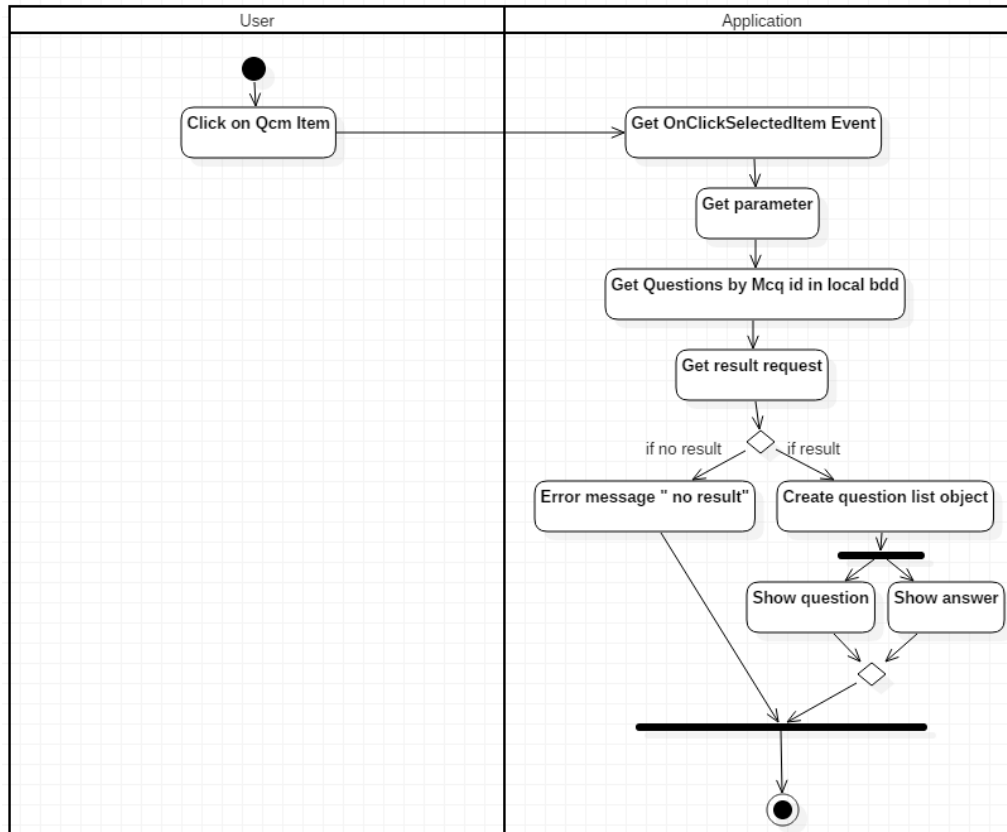 User
Application
Click on Qcm Item
Get OnClickSelectedItem Event
Get parameter
Get Questions by Mcq id in local bdd
Get result request
if no result
if result
Error message " no result"
Create question list object
Show question
Show answer